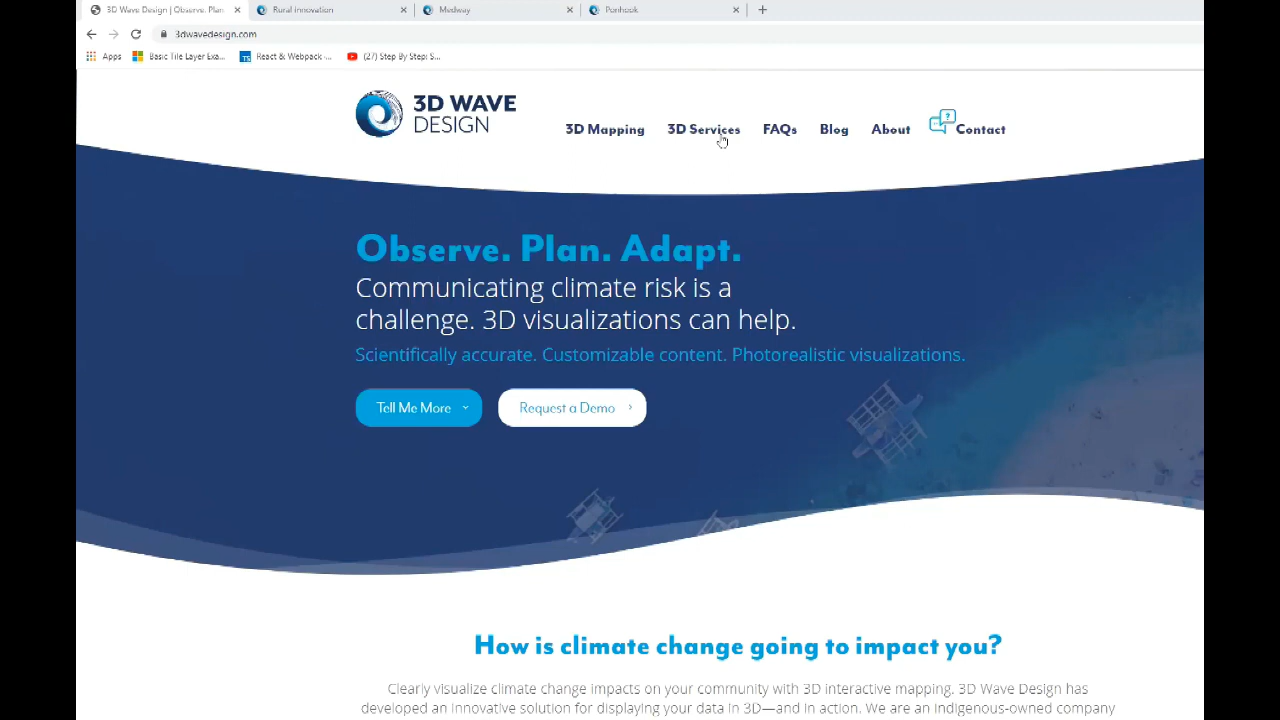 3D Wave Design | Observe. Plan.
Rural Innovation
Medway
Ponhook
3dwavedesign.com
Apps
Basic Tile Layer Exa...
TS
React & Webpack -...
(27) Step By Step: S...
3D WAVE
DESIGN
3D Mapping
3D Services
FAQs
Blog
About
?
Contact
Observe. Plan. Adapt.
Communicating climate risk is a
challenge. 3D visualizations can help.
Scientifically accurate. Customizable content. Photorealistic visualizations.
Tell Me More
Request a Demo
How is climate change going to impact you?
Clearly visualize climate change impacts on your community with 3D interactive mapping. 3D Wave Design has
developed an innovative solution for displaying your data in 3D—and in action. We are an Indigenous-owned company